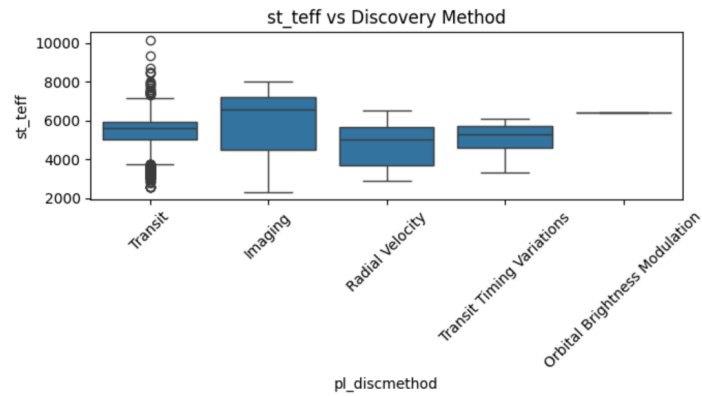 st_teff vs Discovery Method
st_teff
10000
8000
6000
4000
2000
Transit
Imaging
Radial Velocity
Transit Timing Variations
Orbital Brightness Modulation
pl_discmethod